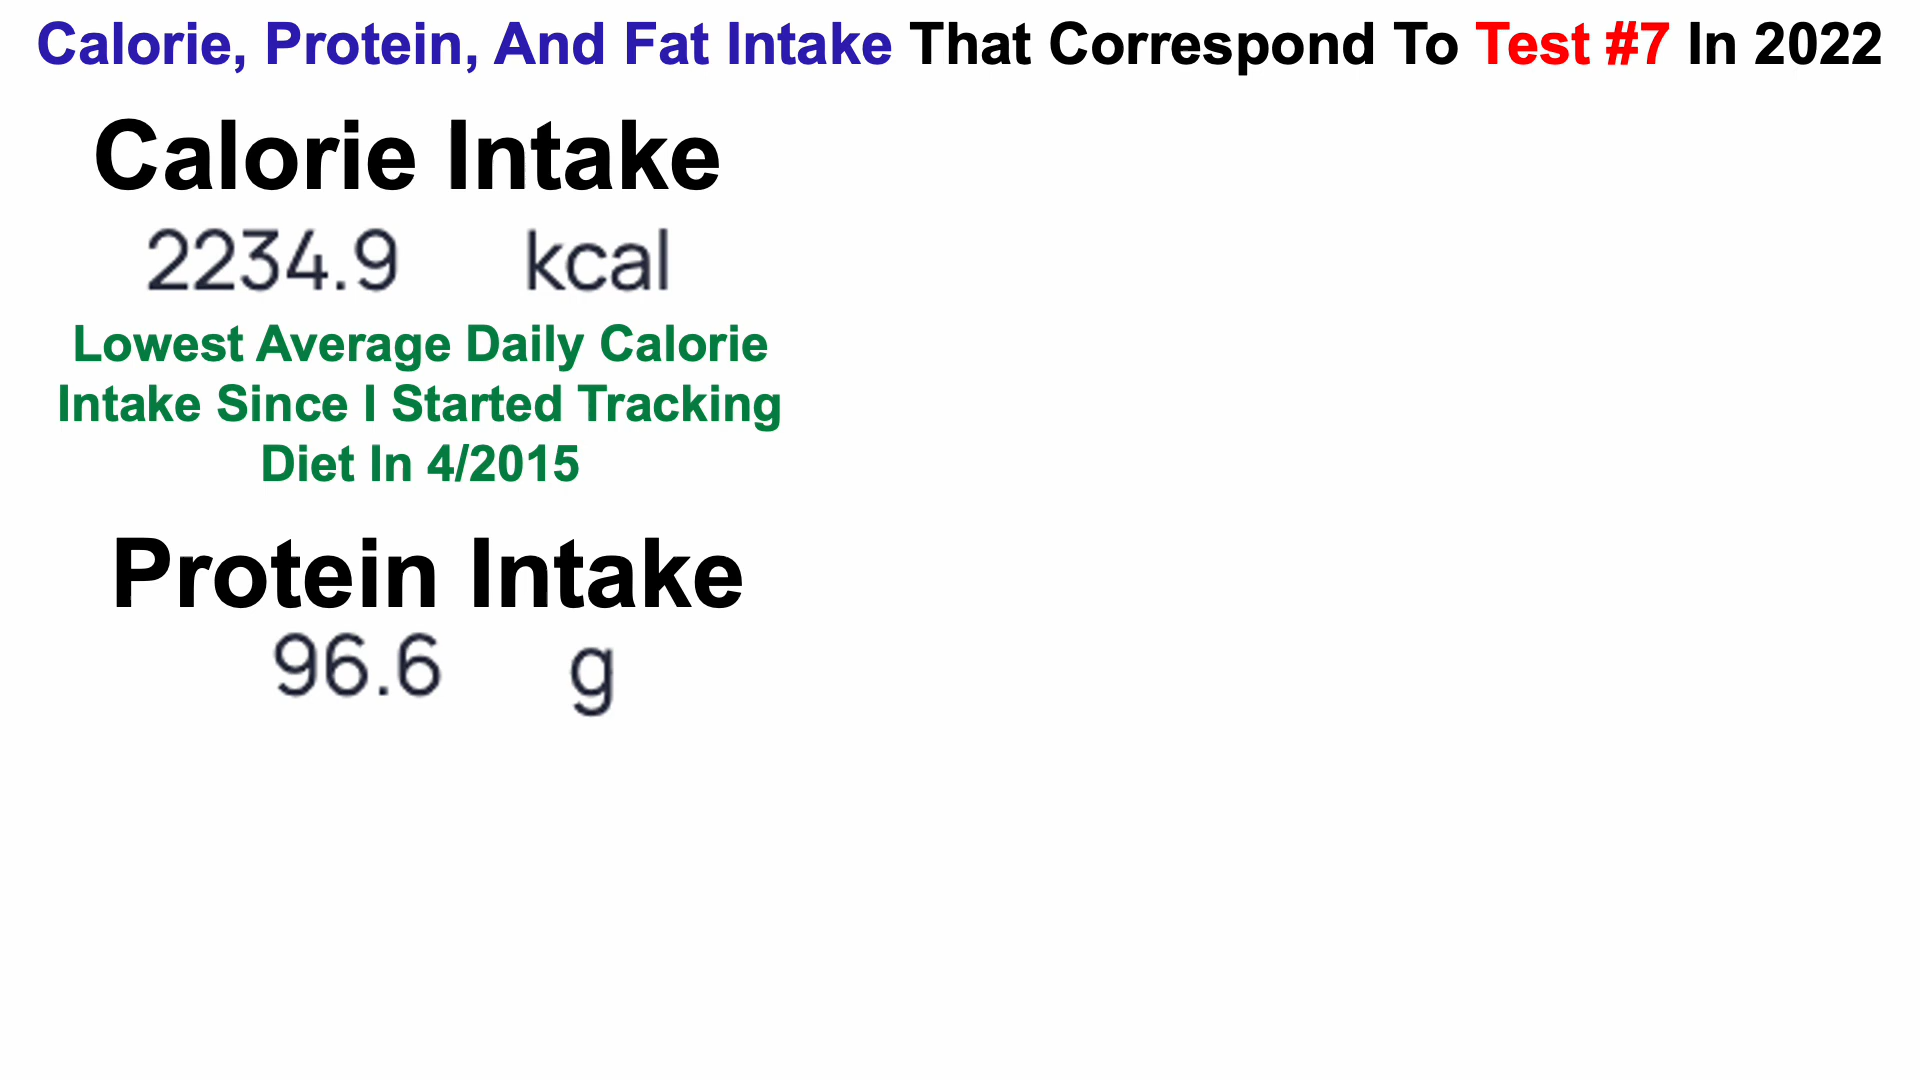 Calorie, Protein, And Fat Intake That Correspond To Test #7 In 2022
Calorie Intake
2234.9 kcal
Lowest Average Daily Calorie
Intake Since I Started Tracking
Diet In 4/2015
Protein Intake
96.6 g